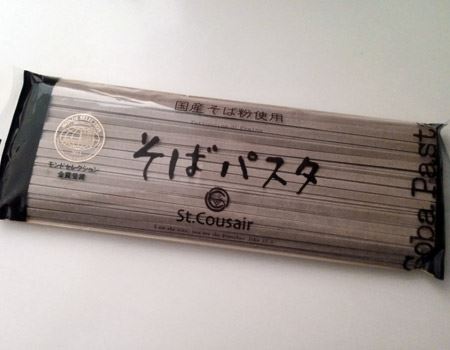 国産そば粉使用
モンドセレクション
金賞受賞
そばパスタ
St.Cousair
Soba Past